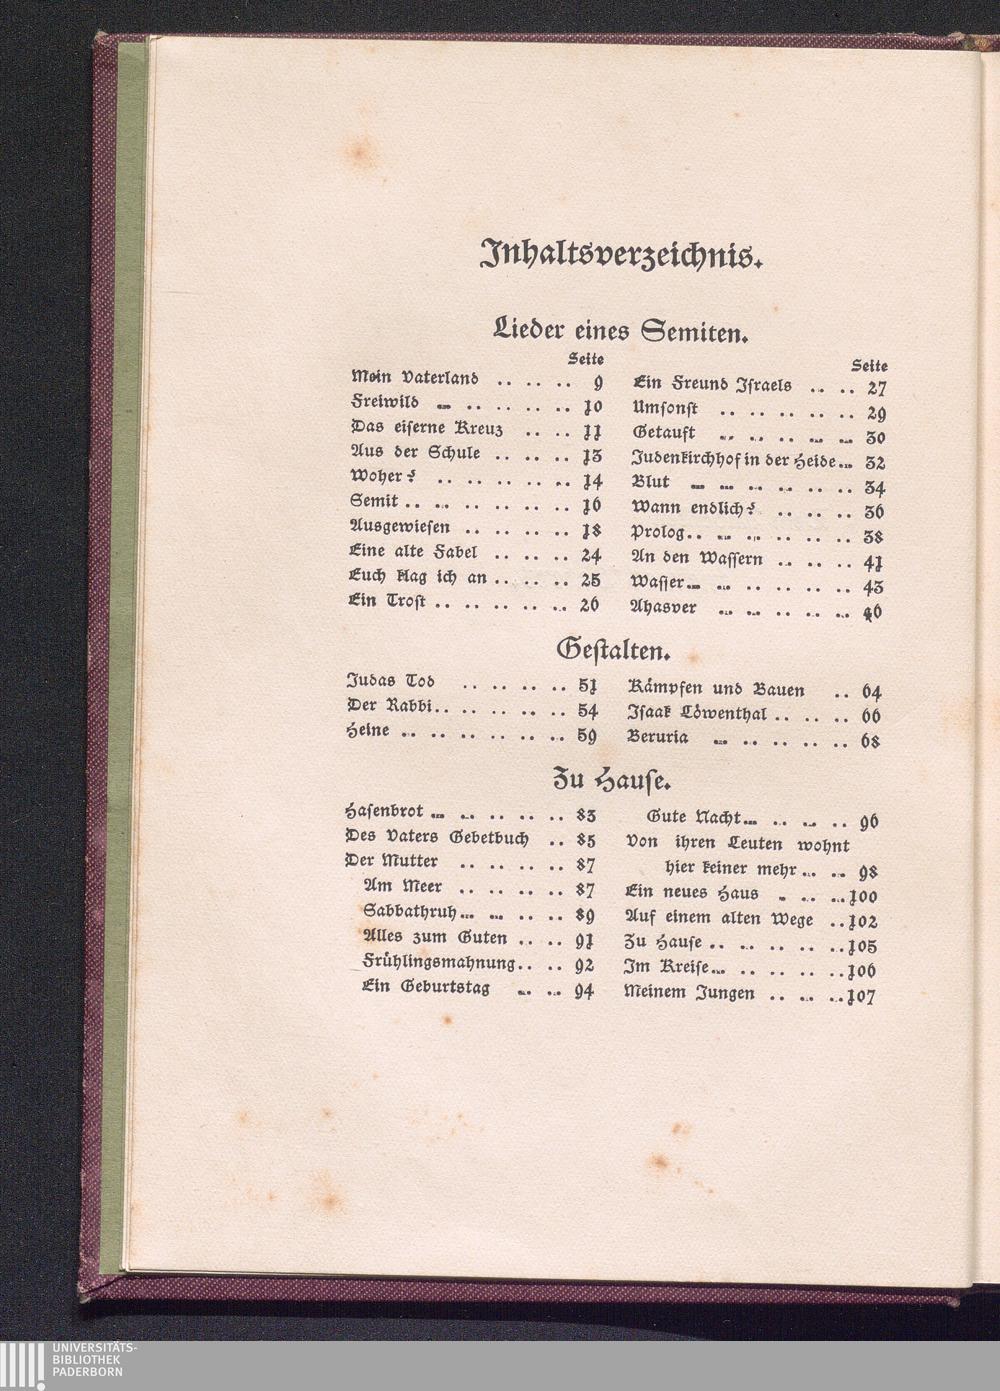 Inhaltsverzeichnis.
Lieder eines Semiten.
Seite
Mein Vaterland .. .. .. 9
Freiwild .. .. .. .. .. 10
Das eiserne Kreuz .. .. 11
Aus der Schule .. .. .. 13
Woher? .. .. .. .. .. 14
Semit .. .. .. .. .. .. 16
Ausgewiesen .. .. .. .. 18
Eine alte Fabel .. .. .. 24
Euch klag ich an .. .. .. 25
Ein Trost .. .. .. .. .. 26
Seite
Ein Freund Israels .. .. 27
Umsonst .. .. .. .. .. 29
Getauft .. .. .. .. .. 30
Judenkirchhof in der Heide .. 32
Blut .. .. .. .. .. .. 34
Wann endlich? .. .. .. 36
Prolog .. .. .. .. .. .. 38
An den Wassern .. .. .. 41
Wasser .. .. .. .. .. .. 43
Ahasver .. .. .. .. .. 46
Gestalten.
Judas Tod .. .. .. .. 51
Der Rabbi .. .. .. .. .. 54
Heine .. .. .. .. .. .. 59
Kämpfen und Bauen .. 64
Isaak Löwenthal .. .. .. 66
Beruria .. .. .. .. .. 68
Zu Hause.
Hasenbrot .. .. .. .. .. 83
Des Vaters Gebetbuch .. 85
Der Mutter .. .. .. .. 87
Am Meer .. .. .. .. 87
Sabbathruh .. .. .. .. 89
Alles zum Guten .. .. 91
Frühlingsmahnung .. .. 92
Ein Geburtstag .. .. 94
Gute Nacht .. .. .. .. 96
Von ihren Leuten wohnt
hier keiner mehr .. .. 98
Ein neues Haus .. .. .. 100
Auf einem alten Wege .. 102
Zu Hause .. .. .. .. .. 105
Im Kreise .. .. .. .. .. 106
Meinem Jungen .. .. .. 107
UNIVERSITÄTS-
BIBLIOTHEK
PADERBORN